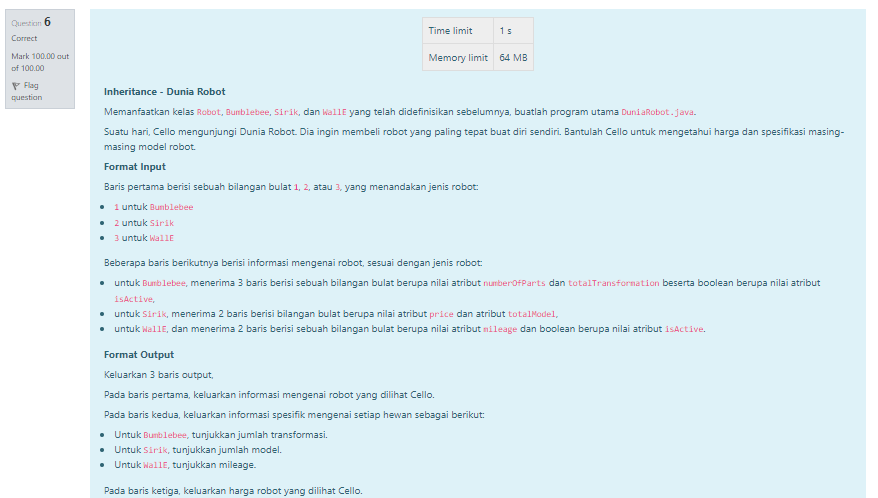 Question 6
Correct
Mark 100.00 out
of 100.00
Flag
question
Time limit 1 s
Memory limit 64 MB
Inheritance - Dunia Robot
Memanfaatkan kelas Robot, Bumblebee, Sirik, dan WallE yang telah didefinisikan sebelumnya, buatlah program utama DuniaRobot.java.
Suatu hari, Cello mengunjungi Dunia Robot. Dia ingin membeli robot yang paling tepat buat diri sendiri. Bantulah Cello untuk mengetahui harga dan spesifikasi masing-
masing model robot.
Format Input
Baris pertama berisi sebuah bilangan bulat 1, 2, atau 3, yang menandakan jenis robot:
1 untuk Bumblebee
2 untuk Sirik
3 untuk WallE
Beberapa baris berikutnya berisi informasi mengenai robot, sesuai dengan jenis robot:
untuk Bumblebee, menerima 3 baris berisi sebuah bilangan bulat berupa nilai atribut numberOfParts dan totalTransformation beserta boolean berupa nilai atribut
isActive,
untuk Sirik, menerima 2 baris berisi bilangan bulat berupa nilai atribut price dan atribut totalModel,
untuk WallE, dan menerima 2 baris berisi sebuah bilangan bulat berupa nilai atribut mileage dan boolean berupa nilai atribut isActive.
Format Output
Keluarkan 3 baris output,
Pada baris pertama, keluarkan informasi mengenai robot yang dilihat Cello.
Pada baris kedua, keluarkan informasi spesifik mengenai setiap hewan sebagai berikut:
Untuk Bumblebee, tunjukkan jumlah transformasi.
Untuk Sirik, tunjukkan jumlah model.
Untuk WallE, tunjukkan mileage.
Pada baris ketiga, keluarkan harga robot yang dilihat Cello.